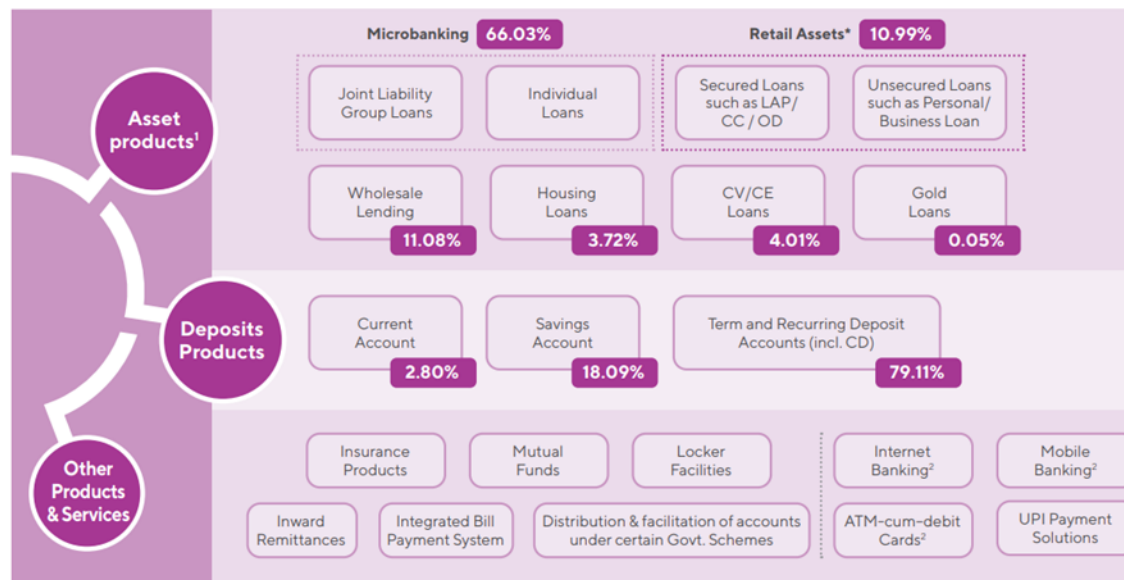 Microbanking 66.03%
Retail Assets* 10.99%
Asset
products¹
Joint Liability
Group Loans
Individual
Loans
Secured Loans
such as LAP/
CC / OD
Unsecured Loans
such as Personal/
Business Loan
Wholesale
Lending
11.08%
Housing
Loans
3.72%
CV/CE
Loans
4.01%
Gold
Loans
0.05%
Deposits
Products
Current
Account
2.80%
Savings
Account
18.09%
Term and Recurring Deposit
Accounts (incl. CD)
79.11%
Other
Products
& Services
Insurance
Products
Mutual
Funds
Locker
Facilities
Internet
Banking²
Mobile
Banking²
Inward
Remittances
Integrated Bill
Payment System
Distribution & facilitation of accounts
under certain Govt. Schemes
ATM-cum-debit
Cards²
UPI Payment
Solutions